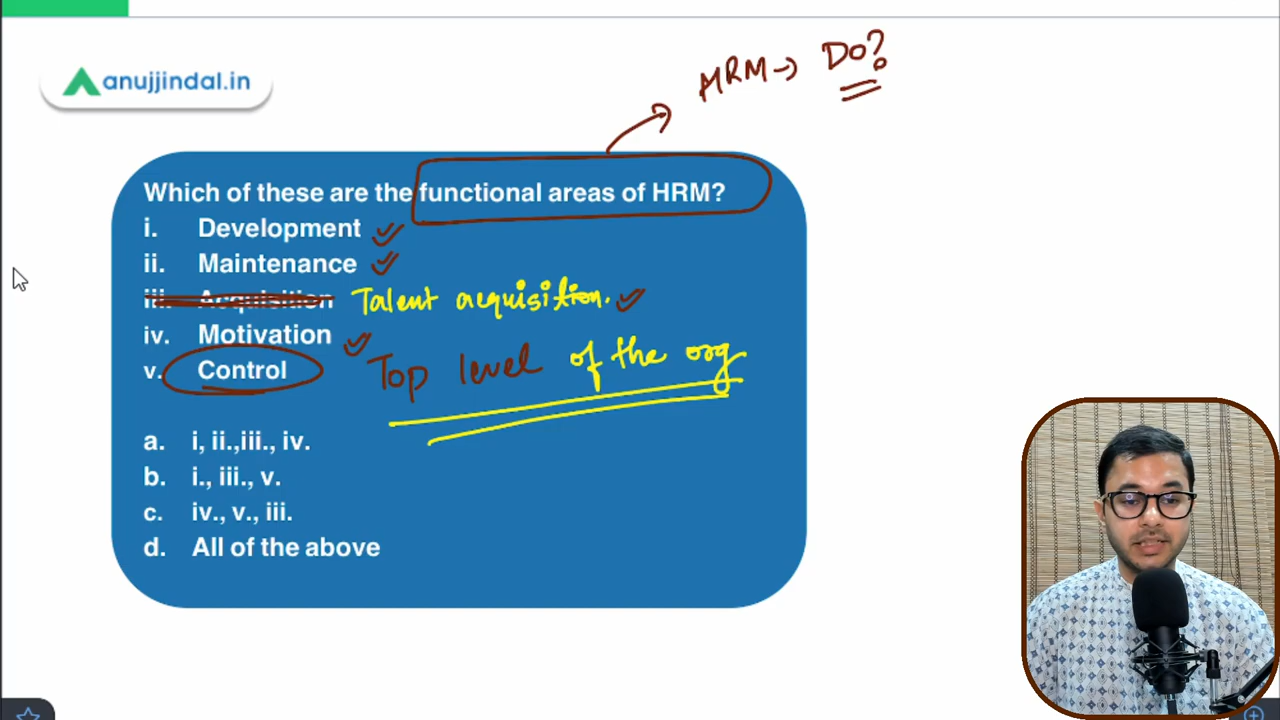 anujjindal.in
HRM → Do?
Which of these are the functional areas of HRM?
i. Development
ii. Maintenance
iii. Acquisition Talent acquisition.
iv. Motivation
v. Control Top level of the org
a. i, ii.,iii., iv.
b. i., iii., v.
c. iv., v., iii.
d. All of the above